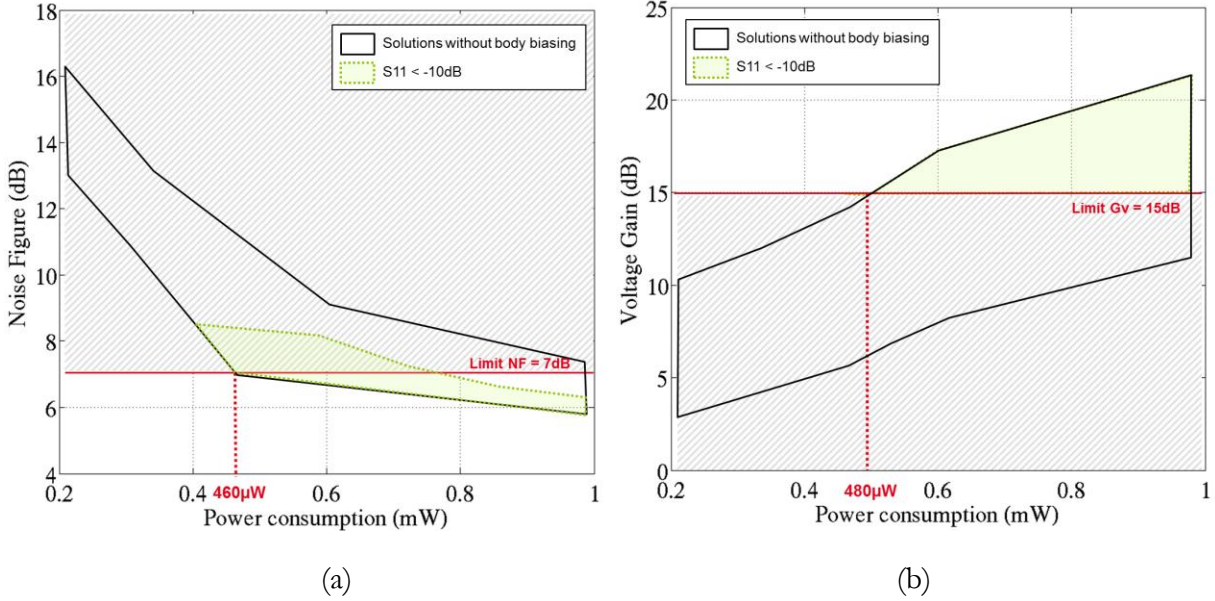 Solutions without body biasing
S11 < -10dB
Noise Figure (dB)
18
16
14
12
10
8
6
4
Limit NF = 7dB
0.2
0.4
460µW
0.6
0.8
1
Power consumption (mW)
(a)
Solutions without body biasing
S11 < -10dB
Voltage Gain (dB)
25
20
15
10
5
0
Limit Gv = 15dB
0.2
0.4
480µW
0.6
0.8
1
Power consumption (mW)
(b)